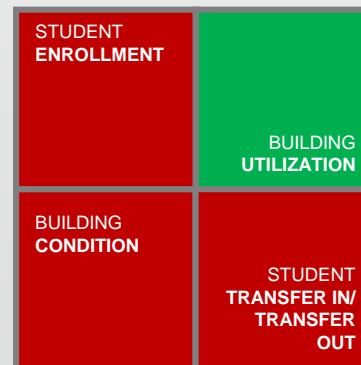 STUDENT
ENROLLMENT
BUILDING
UTILIZATION
BUILDING
CONDITION
STUDENT
TRANSFER IN/
TRANSFER
OUT